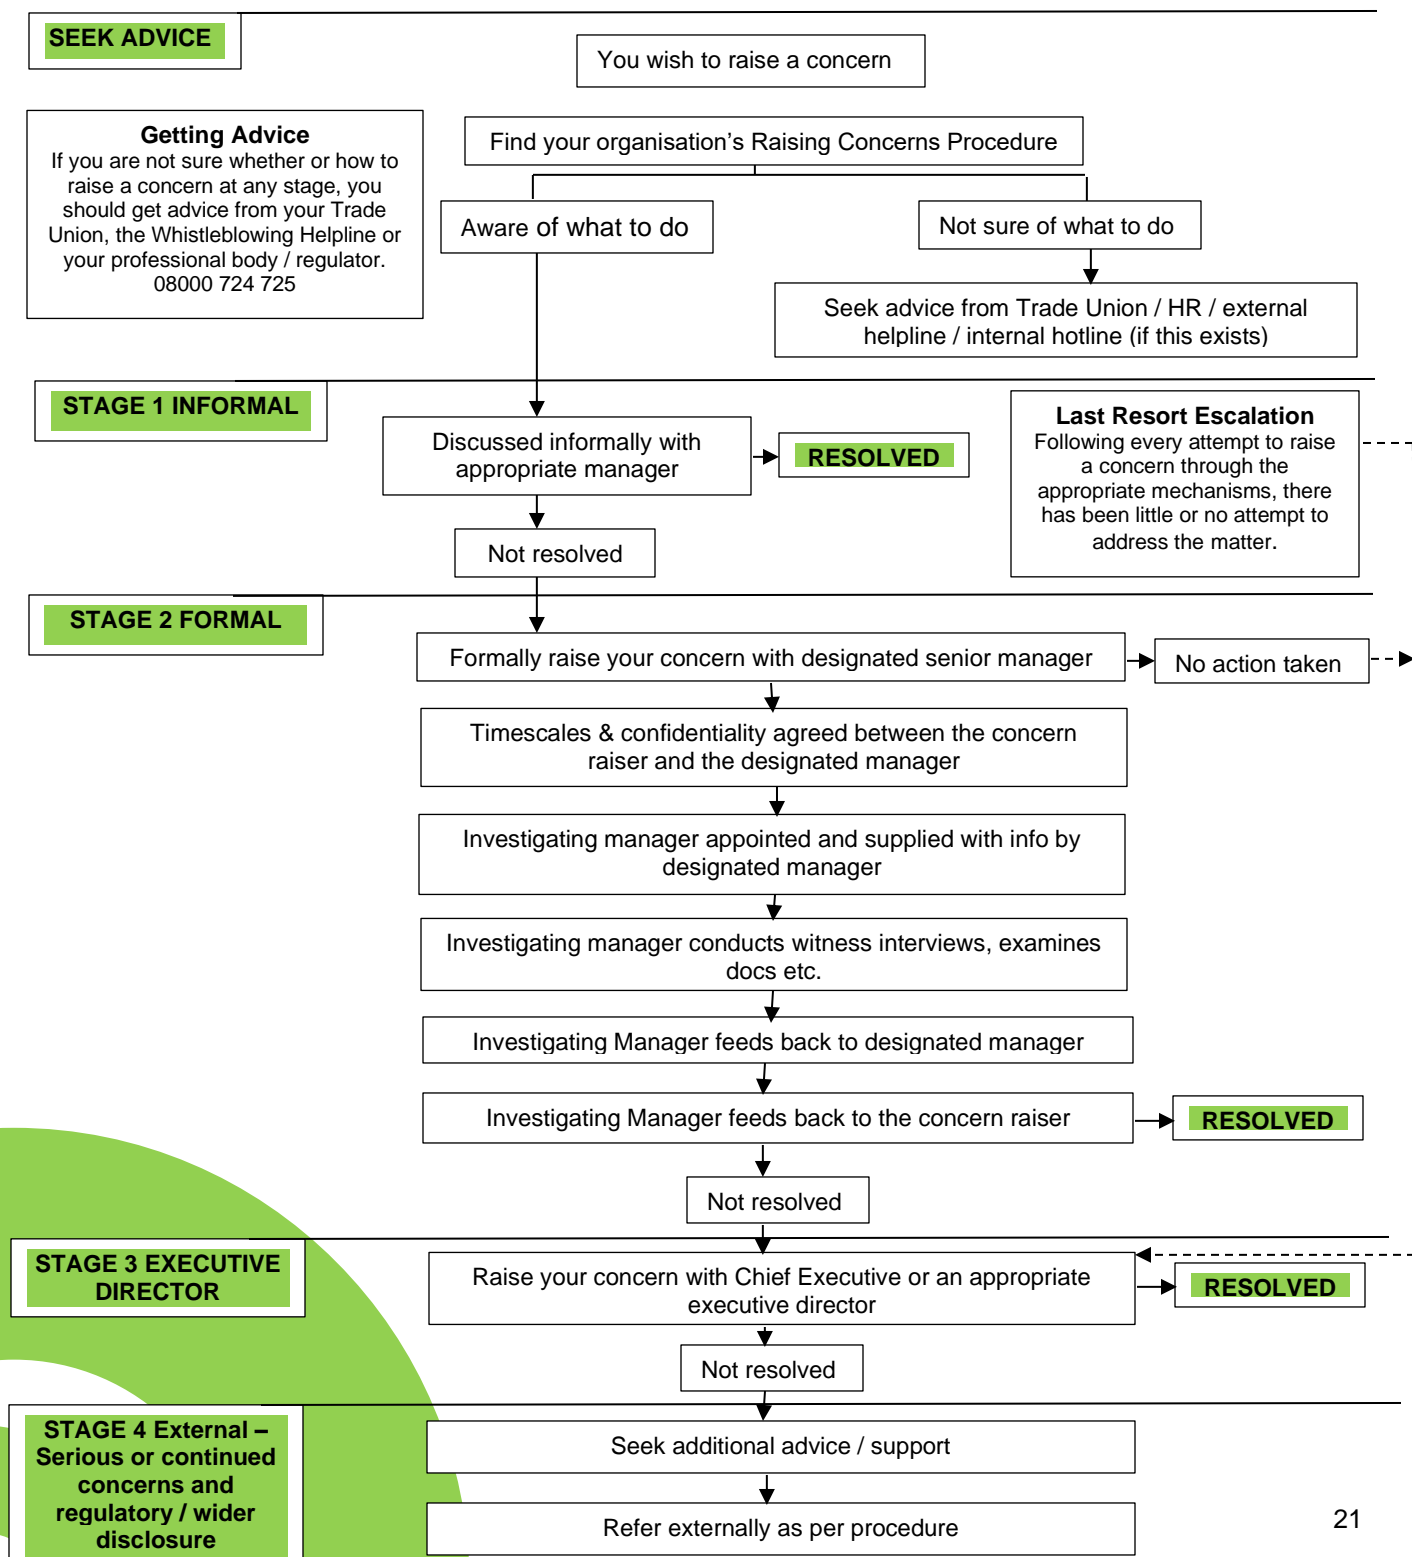 SEEK ADVICE
You wish to raise a concern
Getting Advice
If you are not sure whether or how to
raise a concern at any stage, you
should get advice from your Trade
Union, the Whistleblowing Helpline or
your professional body / regulator.
08000 724 725
Find your organisation’s Raising Concerns Procedure
Aware of what to do
Not sure of what to do
Seek advice from Trade Union / HR / external
helpline / internal hotline (if this exists)
STAGE 1 INFORMAL
Discussed informally with
appropriate manager
RESOLVED
Last Resort Escalation
Following every attempt to raise
a concern through the
appropriate mechanisms, there
has been little or no attempt to
address the matter.
Not resolved
STAGE 2 FORMAL
Formally raise your concern with designated senior manager
No action taken
Timescales & confidentiality agreed between the concern
raiser and the designated manager
Investigating manager appointed and supplied with info by
designated manager
Investigating manager conducts witness interviews, examines
docs etc.
Investigating Manager feeds back to designated manager
Investigating Manager feeds back to the concern raiser
RESOLVED
Not resolved
STAGE 3 EXECUTIVE
DIRECTOR
Raise your concern with Chief Executive or an appropriate
executive director
RESOLVED
Not resolved
STAGE 4 External –
Serious or continued
concerns and
regulatory / wider
disclosure
Seek additional advice / support
Refer externally as per procedure
21